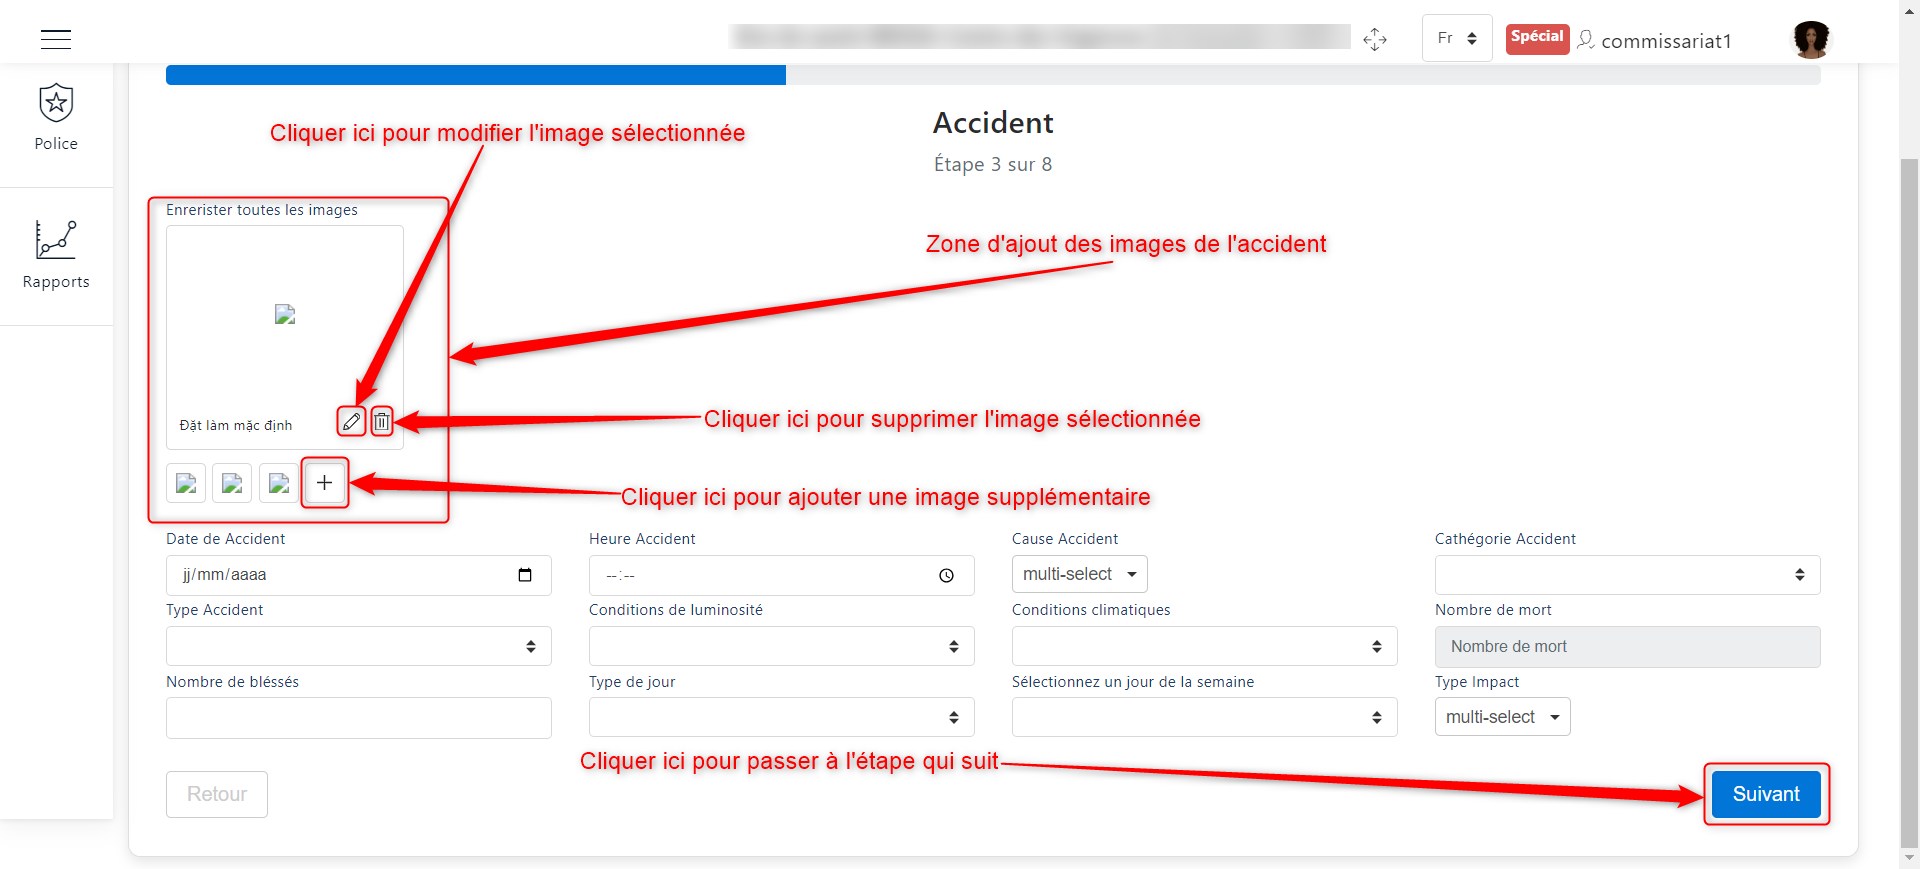 Fr
Spécial
commissariat1
Police
Rapports
Accident
Étape 3 sur 8
Cliquer ici pour modifier l'image sélectionnée
Enrerister toutes les images
Zone d'ajout des images de l'accident
Đặt làm mặc định
Cliquer ici pour supprimer l'image sélectionnée
+
Cliquer ici pour ajouter une image supplémentaire
Date de Accident
Heure Accident
Cause Accident
Cathégorie Accident
jj/mm/aaaa
--:--
multi-select
Type Accident
Conditions de luminosité
Conditions climatiques
Nombre de mort
Nombre de mort
Nombre de bléssés
Type de jour
Sélectionnez un jour de la semaine
Type Impact
multi-select
Cliquer ici pour passer à l'étape qui suit
Retour
Suivant